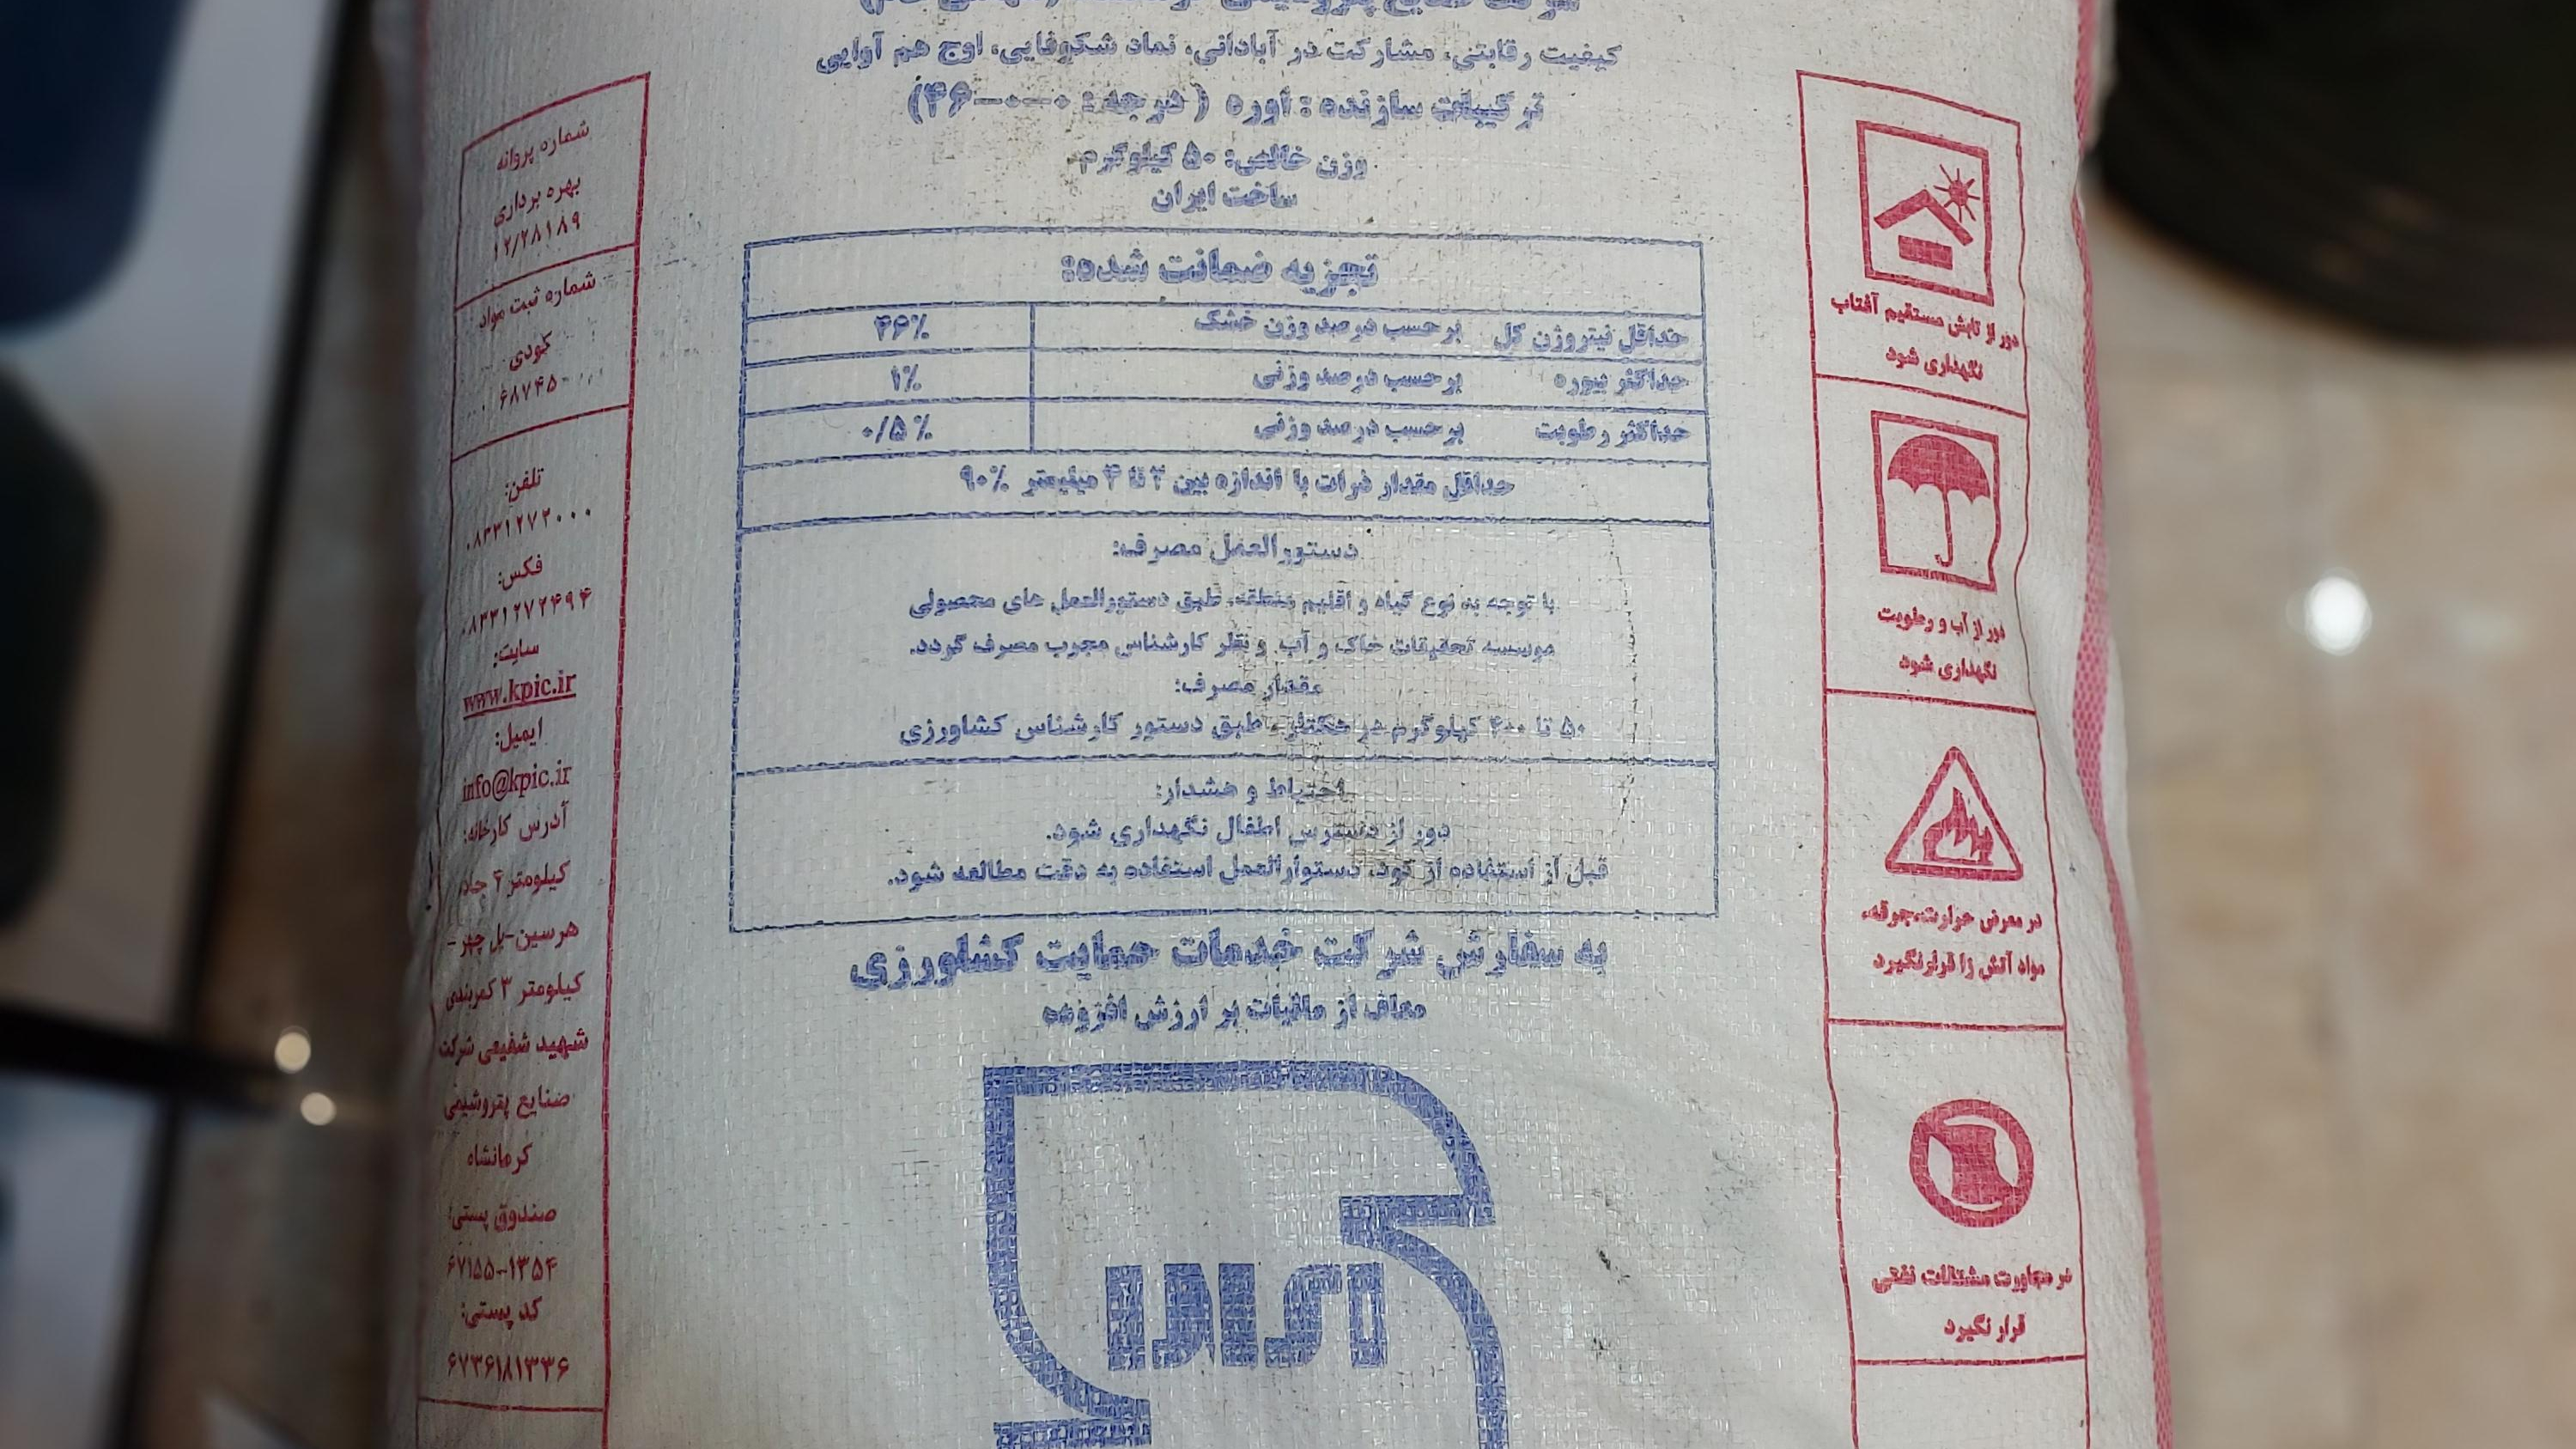 کیفیت رقابتی، مشارکت در آبادانی، نماد شکوفایی، اوج هم آوایی
ترکیبات سازنده : اوره ( درجه : ۰-۰-۴۶)
وزن خالص: ۵۰ کیلوگرم
ساخت ایران
تجزیه ضمانت شده:
حداقل نیتروژن کل برحسب درصد وزن خشک ۴۶٪
حداکثر بیوره برحسب درصد وزنی ۱٪
حداکثر رطوبت برحسب درصد وزنی ۰/۵٪
حداقل مقدار ذرات با اندازه بین ۲ تا ۴ میلیمتر ۹۰٪
دستورالعمل مصرف:
با توجه به نوع گیاه و اقلیم منطقه، طبق دستورالعمل های محصولی
موسسه تحقیقات خاک و آب و نظر کارشناس مجرب مصرف گردد.
مقدار مصرف:
۵۰ تا ۴۰۰ کیلوگرم در هکتار - طبق دستور کارشناس کشاورزی
احتیاط و هشدار:
دور از دسترس اطفال نگهداری شود.
قبل از استفاده از کود، دستوارالعمل استفاده به دقت مطالعه شود.
به سفارش شرکت خدمات حمایت کشاورزی
معاف از مالیات بر ارزش افزوده
دور از تابش مستقیم آفتاب
نگهداری شود
دور از آب و رطوبت
نگهداری شود
در معرض حرارت،جرقه،
مواد آتش زا قرارنگیرد
در مجاورت مشتقات نفتی
قرار نگیرد
شماره پروانه
بهره برداری
۱۲/۲۸۱۸۹
شماره ثبت مواد
کودی
۶۸۷۴۵
تلفن:
۰۸۳۳۱۲۷۲۰۰۰
فکس:
۰۸۳۳۱۲۷۲۴۹۴
سایت:
www.kpic.ir
ایمیل:
info@kpic.ir
آدرس کارخانه:
کیلومتر ۴
هرسین-پل چهر-
کیلومتر ۳ کمربندی
شهید شفیعی شرکت
صنایع پتروشیمی
کرمانشاه
صندوق پستی:
۶۷۱۵۵-۱۳۵۴
کد پستی:
۶۷۳۶۱۸۱۳۳۶